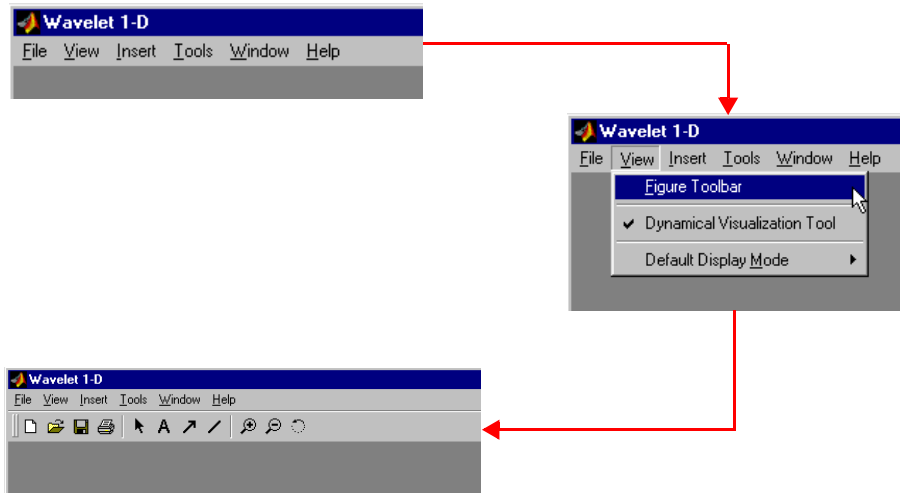 Wavelet 1-D
File View Insert Tools Window Help
Wavelet 1-D
File View Insert Tools Window Help
Figure Toolbar
Dynamical Visualization Tool
Default Display Mode
Wavelet 1-D
File View Insert Tools Window Help
A